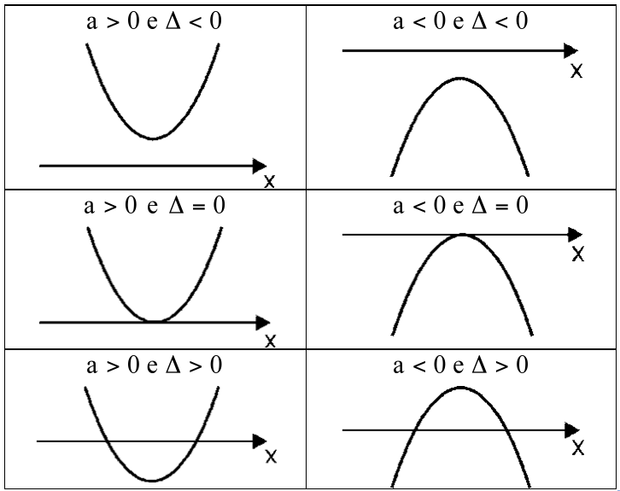 a > 0 e Δ < 0
x
a < 0 e Δ < 0
x
a > 0 e Δ = 0
x
a < 0 e Δ = 0
x
a > 0 e Δ > 0
x
a < 0 e Δ > 0
x